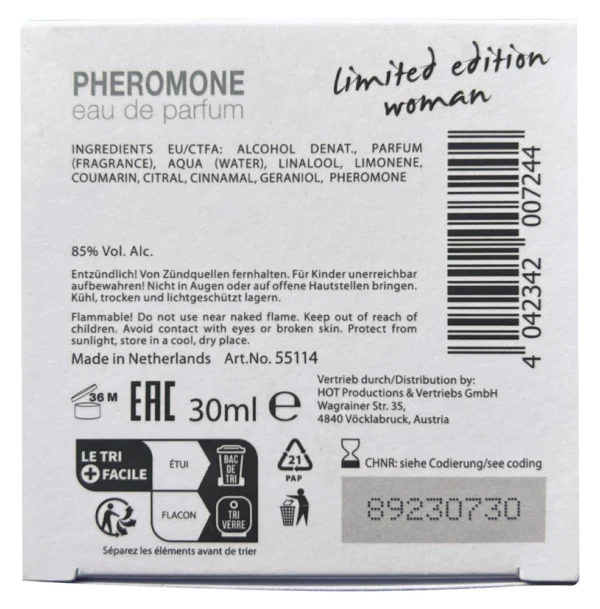 PHEROMONE
eau de parfum
limited edition
woman
INGREDIENTS EU/CTFA: ALCOHOL DENAT., PARFUM
(FRAGRANCE), AQUA (WATER), LINALOOL, LIMONENE,
COUMARIN, CITRAL, CINNAMAL, GERANIOL, PHEROMONE
4 042342 007244
85% Vol. Alc.
Entzündlich! Von Zündquellen fernhalten. Für Kinder unerreichbar
aufbewahren! Nicht in Augen oder auf offene Hautstellen bringen.
Kühl, trocken und lichtgeschützt lagern.
Flammable! Do not use near naked flame. Keep out of reach of
children. Avoid contact with eyes or broken skin. Protect from
sunlight, store in a cool, dry place.
Made in Netherlands Art.No. 55114
36 M
EAC
30ml e
Vertrieb durch/Distribution by:
HOT Productions & Vertriebs GmbH
Wagrainer Str. 35,
4840 Vöcklabruck, Austria
LE TRI
+ FACILE
ÉTUI
BAC
DE
TRI
FLACON
TRI
VERRE
Séparez les éléments avant de trier
21
PAP
CHNR: siehe Codierung/see coding
89230730